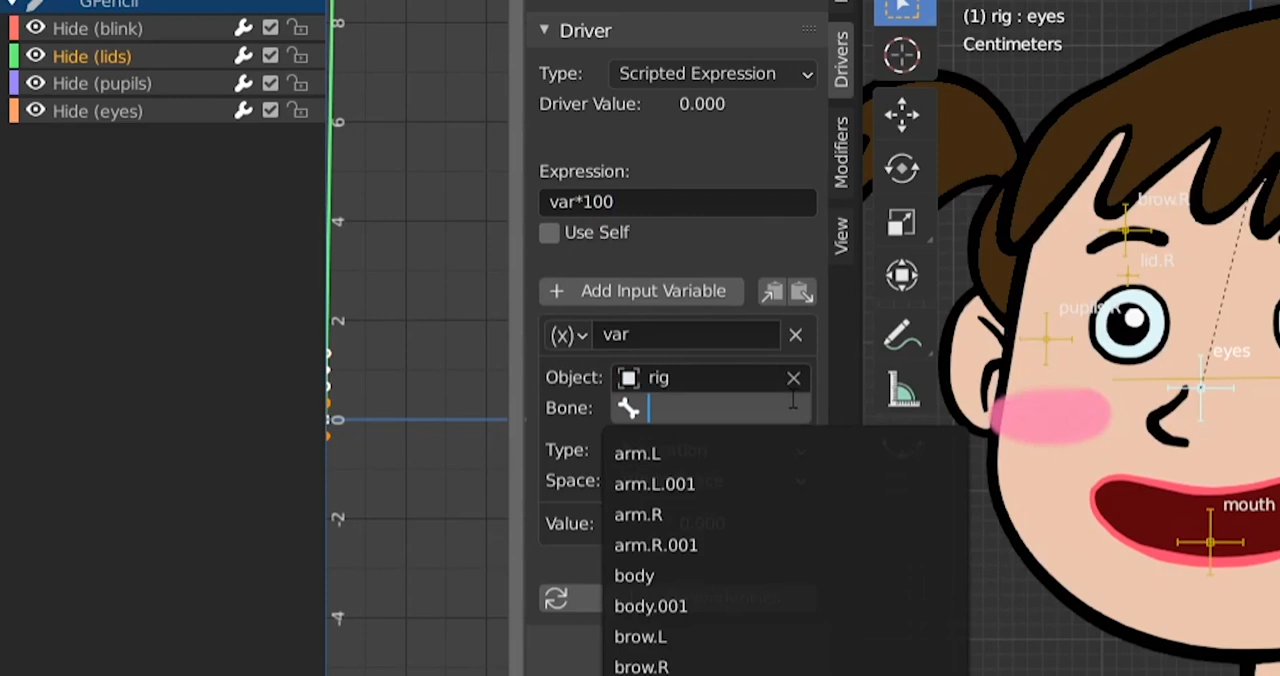 GPencil
Hide (blink)
Hide (lids)
Hide (pupils)
Hide (eyes)
8
6
4
2
0
-2
-4
Driver
Type: Scripted Expression
Driver Value: 0.000
Expression:
var*100
Use Self
+ Add Input Variable
(x) var
Object: rig
Bone:
Type:
Space:
Value: 0.000
arm.L
arm.L.001
arm.R
arm.R.001
body
body.001
brow.L
brow.R
Drivers
Modifiers
View
(1) rig : eyes
Centimeters
brow.R
lid.R
pupils.R
eyes
mouth